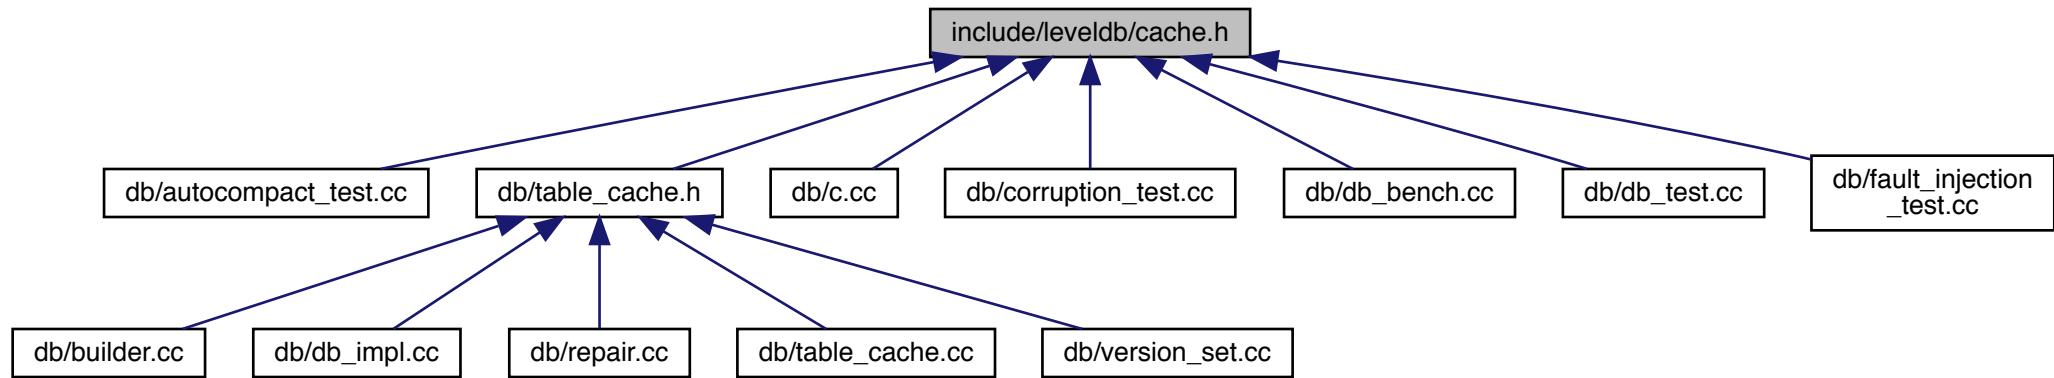 include/leveldb/cache.h
db/autocompact_test.cc
db/table_cache.h
db/c.cc
db/corruption_test.cc
db/db_bench.cc
db/db_test.cc
db/fault_injection
_test.cc
db/builder.cc
db/db_impl.cc
db/repair.cc
db/table_cache.cc
db/version_set.cc